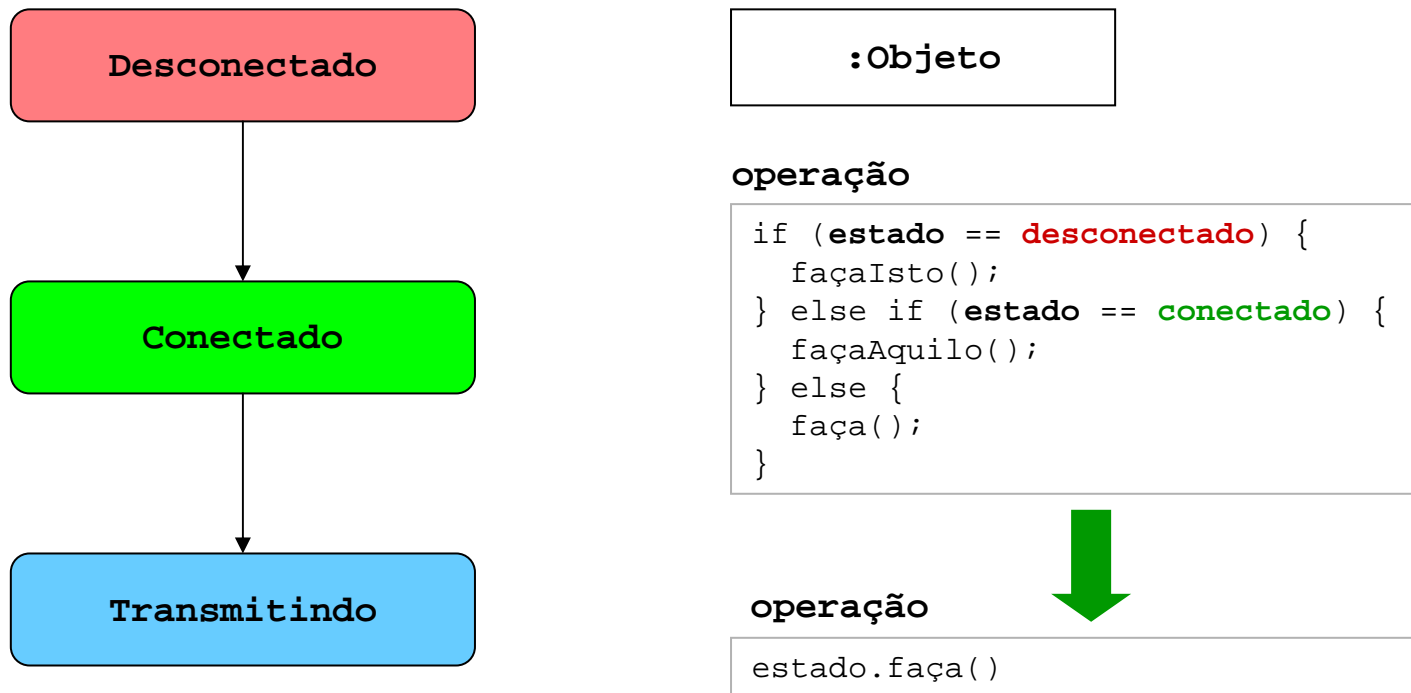 Desconectado
Conectado
Transmitindo
:Objeto
operação
if (estado == desconectado) {
  façaIsto();
} else if (estado == conectado) {
  façaAquilo();
} else {
  faça();
}
operação
estado.faça()